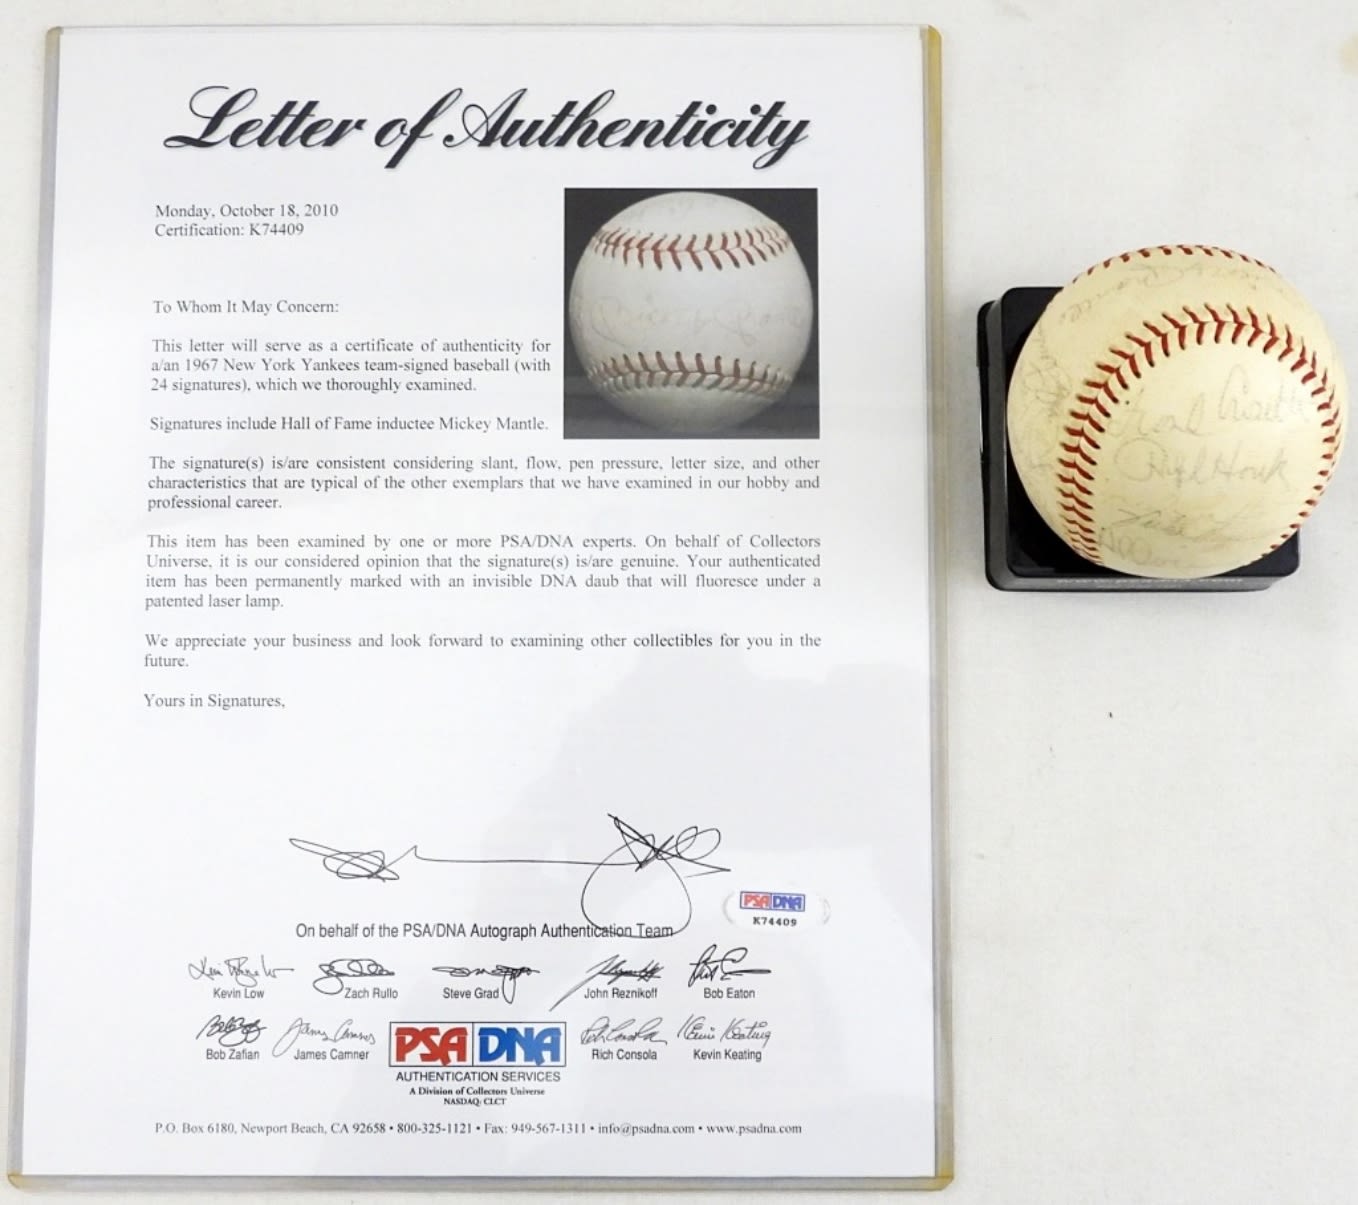 Letter of Authenticity
Monday, October 18, 2010
Certification: K74409
To Whom It May Concern:
This letter will serve as a certificate of authenticity for
a/an 1967 New York Yankees team-signed baseball (with
24 signatures), which we thoroughly examined.
Signatures include Hall of Fame inductee Mickey Mantle.
The signature(s) is/are consistent considering slant, flow, pen pressure, letter size, and other
characteristics that are typical of the other exemplars that we have examined in our hobby and
professional career.
This item has been examined by one or more PSA/DNA experts. On behalf of Collectors
Universe, it is our considered opinion that the signature(s) is/are genuine. Your authenticated
item has been permanently marked with an invisible DNA daub that will fluoresce under a
patented laser lamp.
We appreciate your business and look forward to examining other collectibles for you in the
future.
Yours in Signatures,
PSA DNA
K74409
On behalf of the PSA/DNA Autograph Authentication Team
Kevin Low Zach Rullo Steve Grad John Reznikoff Bob Eaton
Bob Zafian James Camner Rich Consola Kevin Keating
PSA DNA
AUTHENTICATION SERVICES
A Division of Collectors Universe
NASDAQ: CLCT
P.O. Box 6180, Newport Beach, CA 92658 • 800-325-1121 • Fax: 949-567-1311 • info@psadna.com • www.psadna.com
Ralph Houk